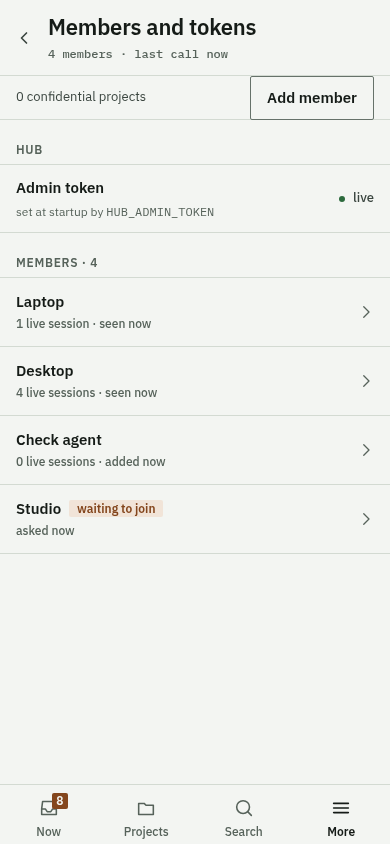 Members and tokens
4 members · last call now
0 confidential projects
Add member
HUB
Admin token
live
set at startup by HUB_ADMIN_TOKEN
MEMBERS · 4
Laptop
1 live session · seen now
Desktop
4 live sessions · seen now
Check agent
0 live sessions · added now
Studio waiting to join
asked now
8
Now Projects Search More